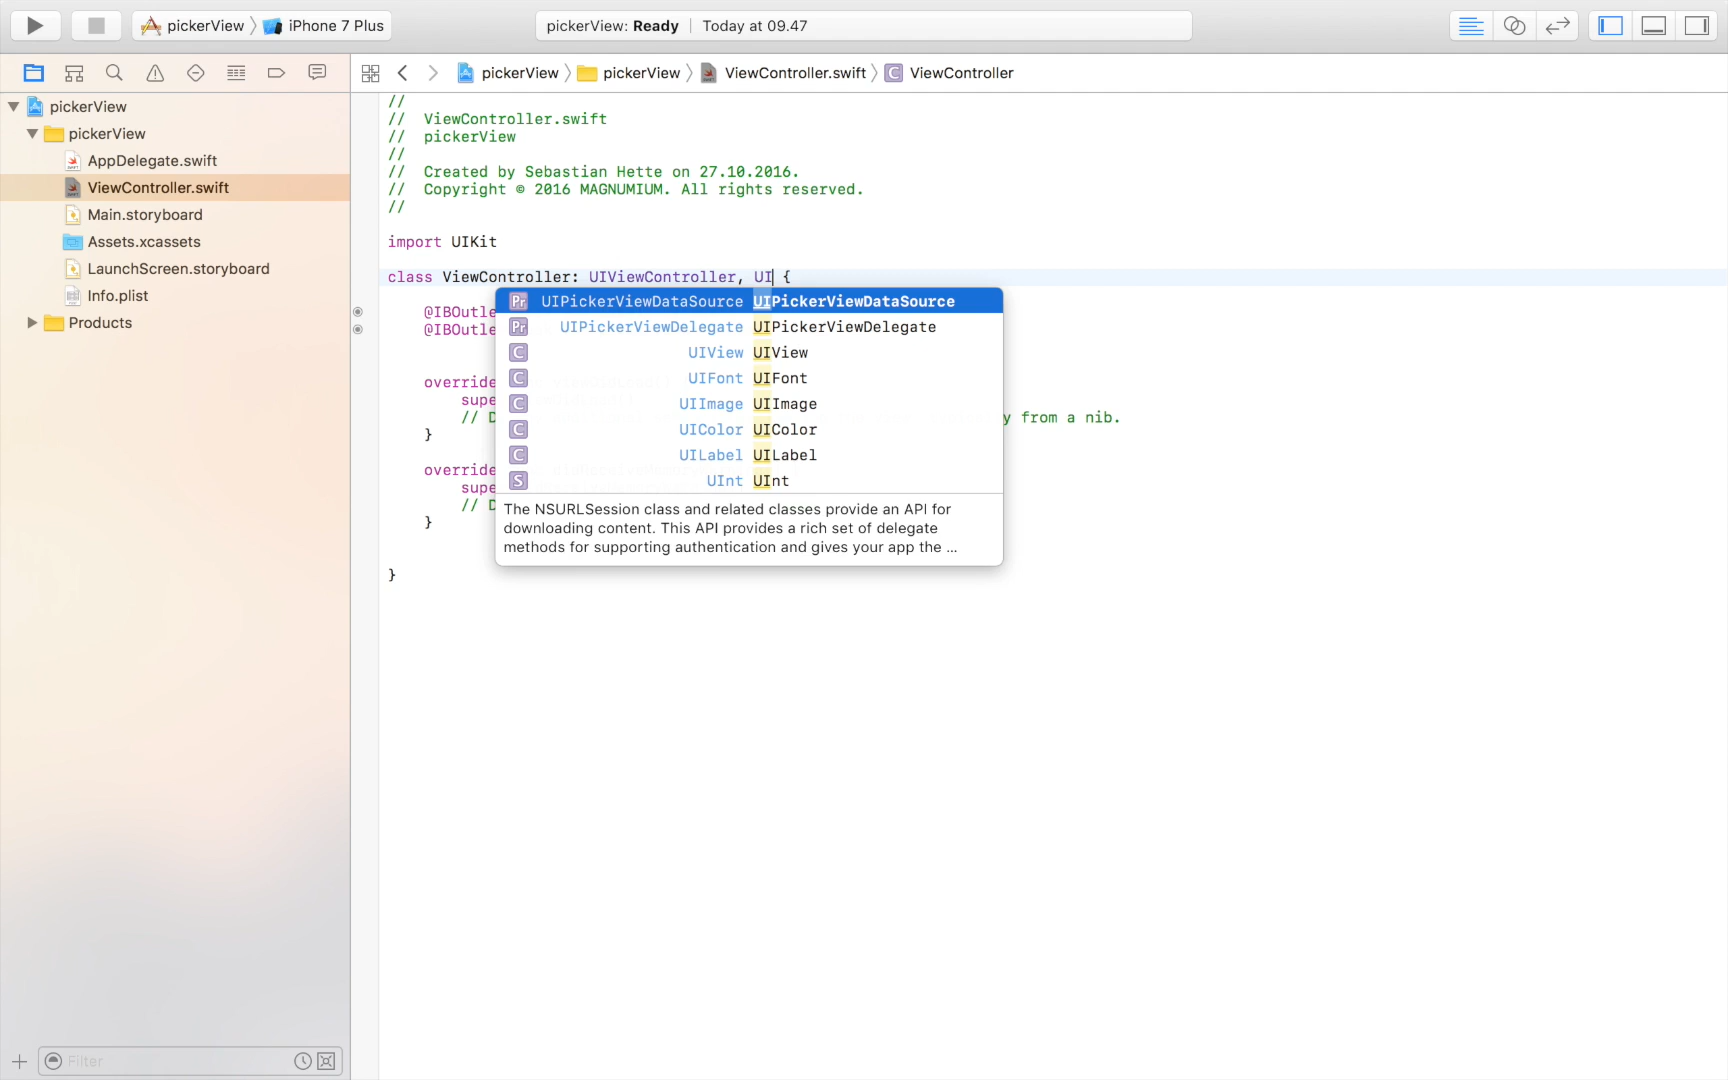 pickerView  iPhone 7 Plus
pickerView: Ready  Today at 09.47
pickerView  pickerView  ViewController.swift  C ViewController
pickerView
pickerView
AppDelegate.swift
ViewController.swift
Main.storyboard
Assets.xcassets
LaunchScreen.storyboard
Info.plist
Products
Filter
//
//  ViewController.swift
//  pickerView
//
//  Created by Sebastian Hette on 27.10.2016.
//  Copyright © 2016 MAGNUMIUM. All rights reserved.
//
import UIKit
class ViewController: UIViewController, UI {
@IBOutle
@IBOutle
override
supe
// D y from a nib.
}
override
supe
// D
}
}
Pr UIPickerViewDataSource UIPickerViewDataSource
Pr UIPickerViewDelegate UIPickerViewDelegate
C UIView UIView
C UIFont UIFont
C UIImage UIImage
C UIColor UIColor
C UILabel UILabel
S UInt UInt
The NSURLSession class and related classes provide an API for
downloading content. This API provides a rich set of delegate
methods for supporting authentication and gives your app the ...